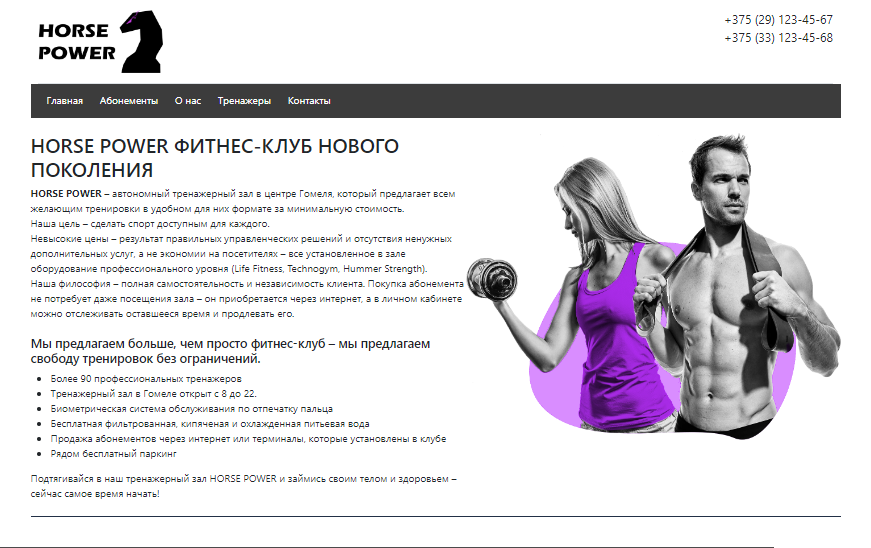 HORSE
POWER
+375 (29) 123-45-67
+375 (33) 123-45-68
Главная Абонементы О нас Тренажеры Контакты
HORSE POWER ФИТНЕС-КЛУБ НОВОГО
ПОКОЛЕНИЯ
HORSE POWER – автономный тренажерный зал в центре Гомеля, который предлагает всем
желающим тренировки в удобном для них формате за минимальную стоимость.
Наша цель – сделать спорт доступным для каждого.
Невысокие цены – результат правильных управленческих решений и отсутствия ненужных
дополнительных услуг, а не экономии на посетителях – все установленное в зале
оборудование профессионального уровня (Life Fitness, Technogym, Hummer Strength).
Наша философия – полная самостоятельность и независимость клиента. Покупка абонемента
не потребует даже посещения зала – он приобретается через интернет, а в личном кабинете
можно отслеживать оставшееся время и продлевать его.
Мы предлагаем больше, чем просто фитнес-клуб – мы предлагаем
свободу тренировок без ограничений.
Более 90 профессиональных тренажеров
Тренажерный зал в Гомеле открыт с 8 до 22.
Биометрическая система обслуживания по отпечатку пальца
Бесплатная фильтрованная, кипяченая и охлажденная питьевая вода
Продажа абонементов через интернет или терминалы, которые установлены в клубе
Рядом бесплатный паркинг
Подтягивайся в наш тренажерный зал HORSE POWER и займись своим телом и здоровьем –
сейчас самое время начать!